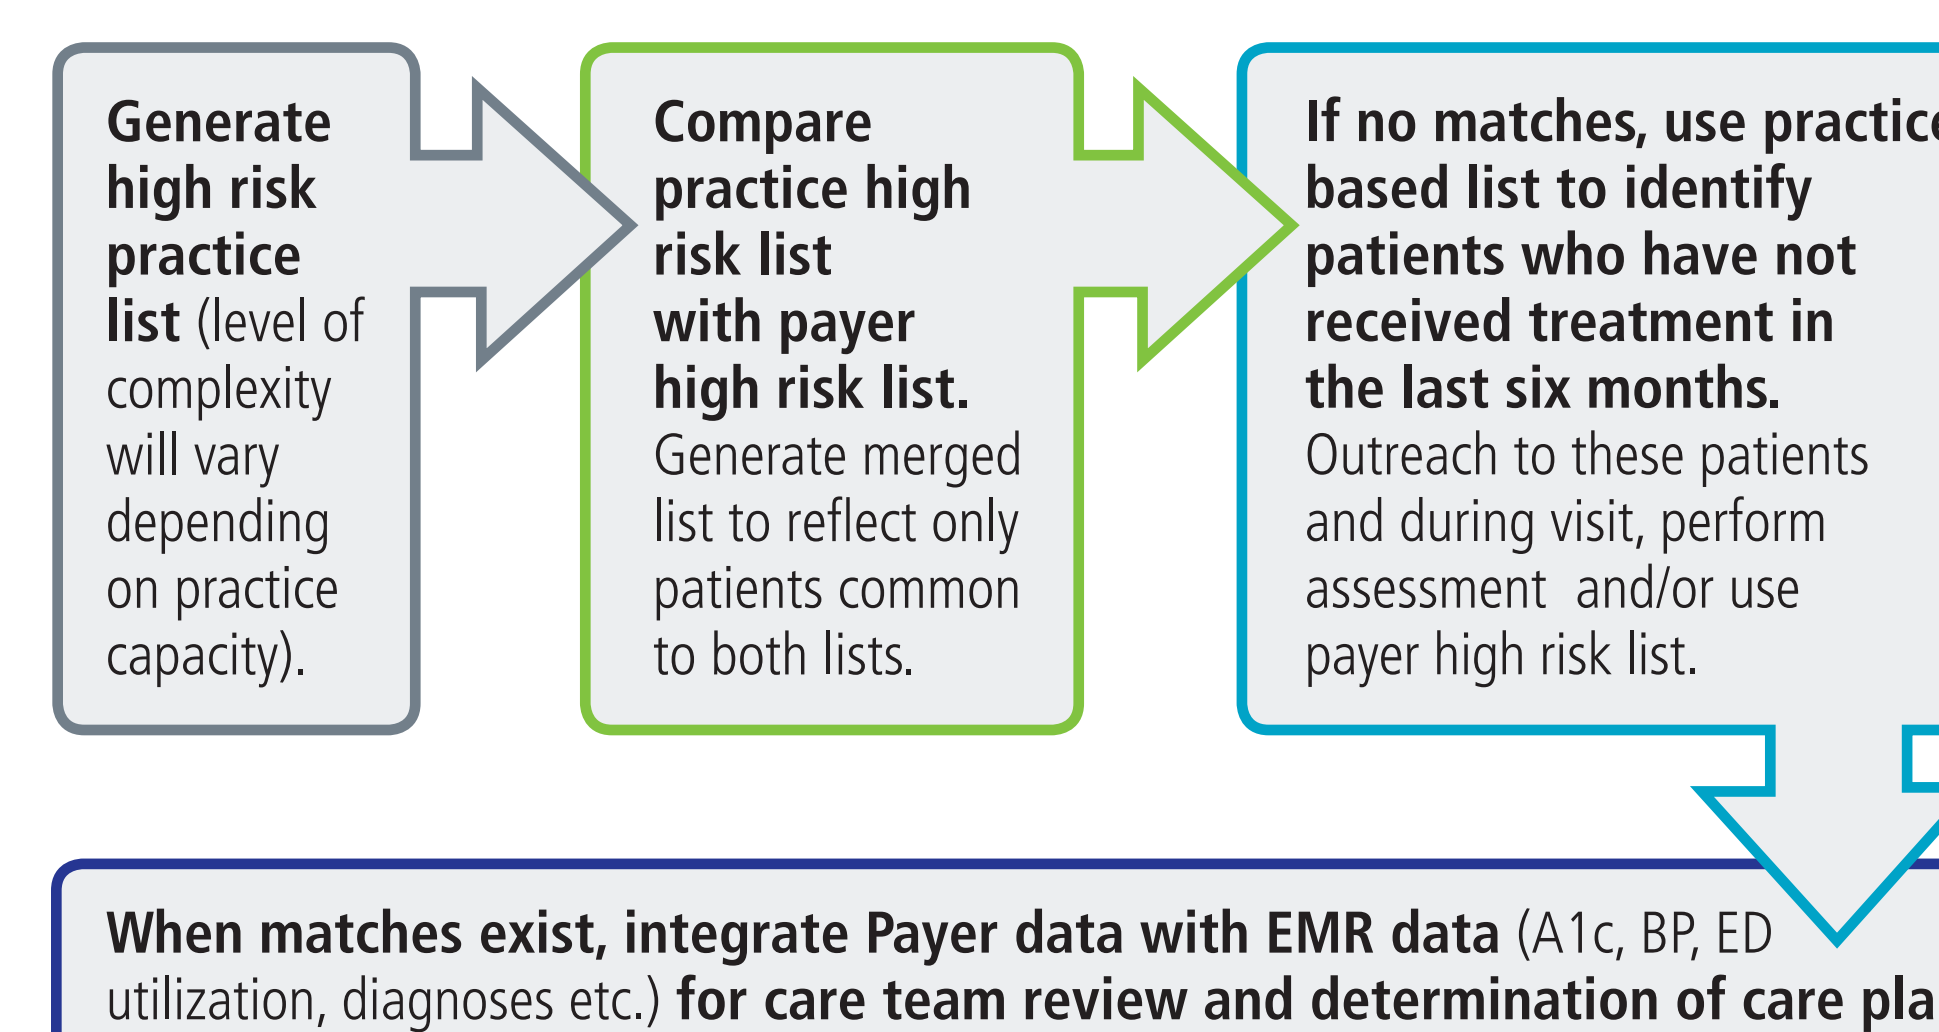 Generate
high risk
practice
list (level of
complexity
will vary
depending
on practice
capacity).
Compare
practice high
risk list
with payer
high risk list.
Generate merged
list to reflect only
patients common
to both lists.
If no matches, use practice
based list to identify
patients who have not
received treatment in
the last six months.
Outreach to these patients
and during visit, perform
assessment and/or use
payer high risk list.
When matches exist, integrate Payer data with EMR data (A1c, BP, ED
utilization, diagnoses etc.) for care team review and determination of care pla